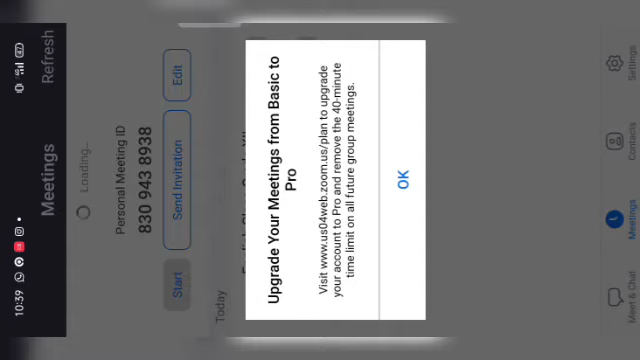 10:39
47
Meetings
Refresh
Loading...
Personal Meeting ID
830 943 8938
Start
Send Invitation
Edit
Today
Upgrade Your Meetings from Basic to
Pro
Visit www.us04web.zoom.us/plan to upgrade
your account to Pro and remove the 40-minute
time limit on all future group meetings.
OK
Meet & Chat
Meetings
Contacts
Settings